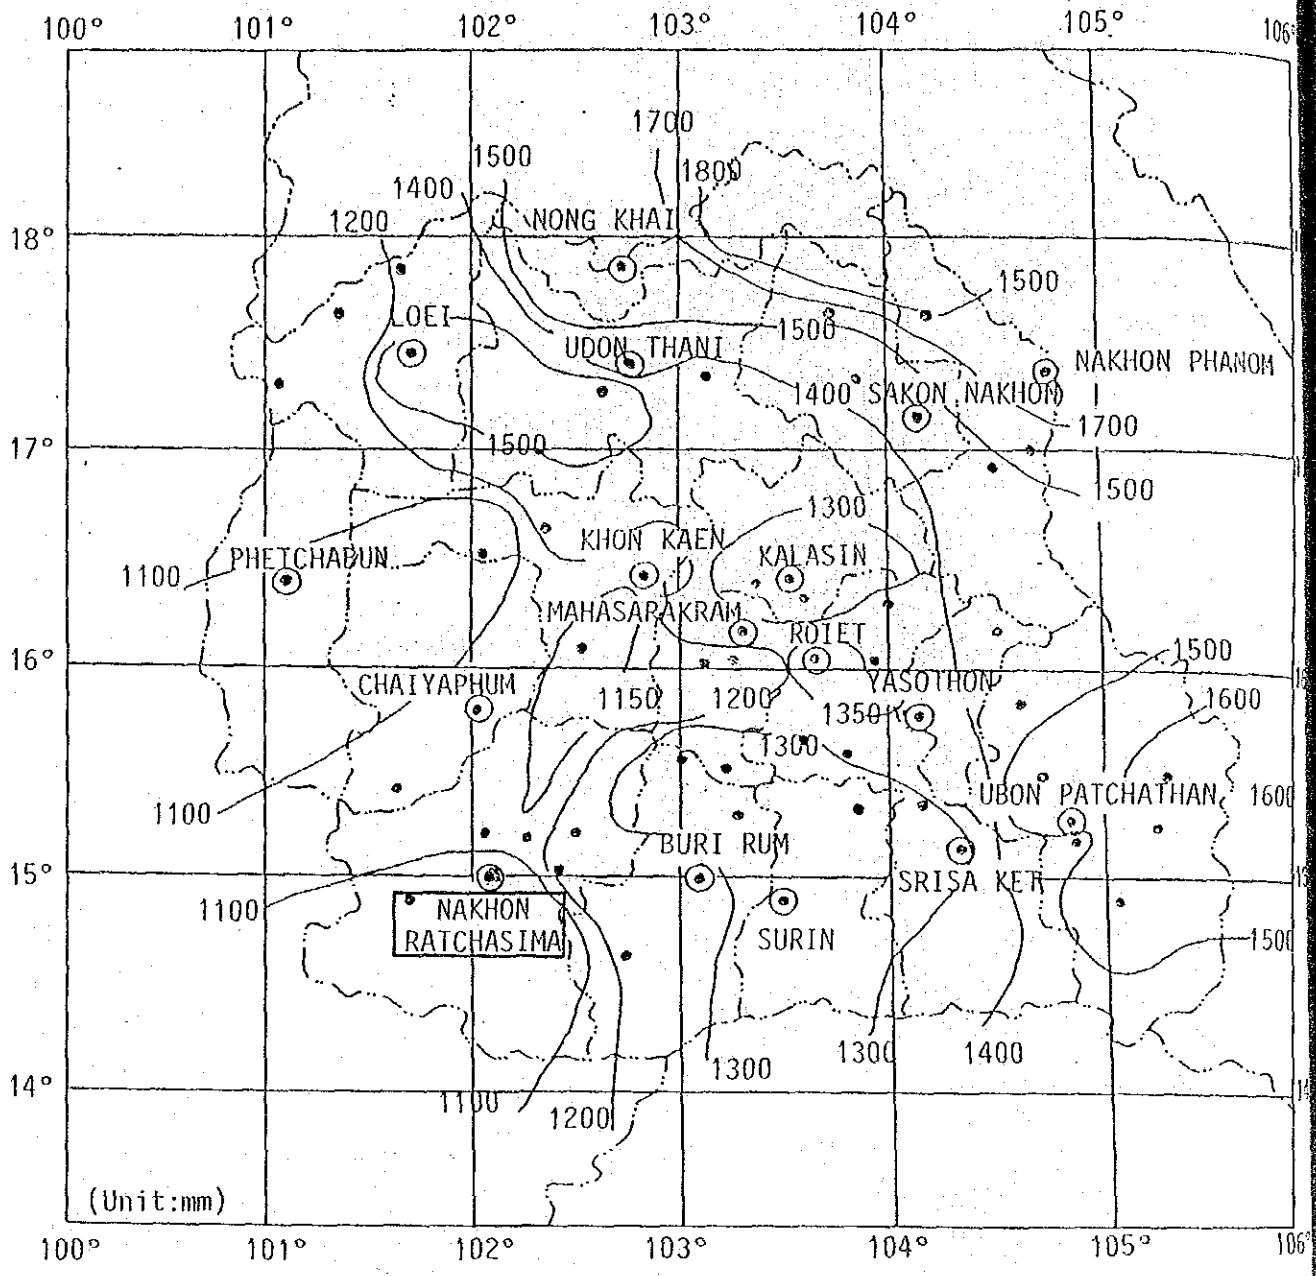 100° 101° 102° 103° 104° 105° 106°
1700
1500
1800
1400
1200
NONG KHAI
18°
1500
LOEI
1500
UDON THANI
NAKHON PHANOM
1400 SAKON NAKHON
1700
1500
17°
1500
1300
KHON KAEN
KALASIN
PHETCHABUN
1100
MAHASARAKRAM
ROIET
1500
16°
CHAIYAPHUM
YASOTHON
1150 1200
1350
1600
1300
UBON PATCHATHAN
1600
1100
BURI RUM
15°
SRISA KET
1100
NAKHON
RATCHASIMA
SURIN
1500
1300
1400
1300
14°
1100
1200
(Unit:mm)
100° 101° 102° 103° 104° 105° 106°